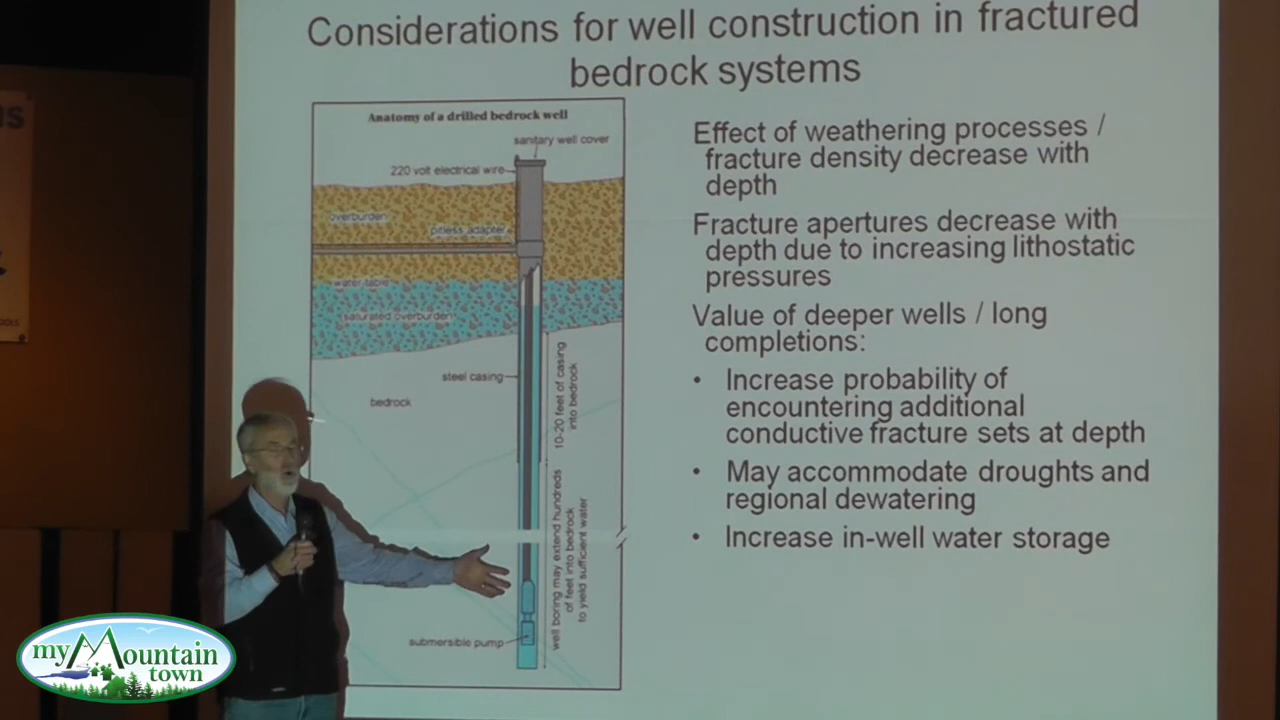 Considerations for well construction in fractured
bedrock systems
Anatomy of a drilled bedrock well
sanitary well cover
220 volt electrical wire
overburden
pitless adapter
water table
saturated overburden
steel casing
bedrock
10-20 feet of casing
into bedrock
well boring may extend hundreds
of feet into bedrock
to yield sufficient water
submersible pump
Effect of weathering processes /
fracture density decrease with
depth
Fracture apertures decrease with
depth due to increasing lithostatic
pressures
Value of deeper wells / long
completions:
• Increase probability of
encountering additional
conductive fracture sets at depth
• May accommodate droughts and
regional dewatering
• Increase in-well water storage
my Mountain
town